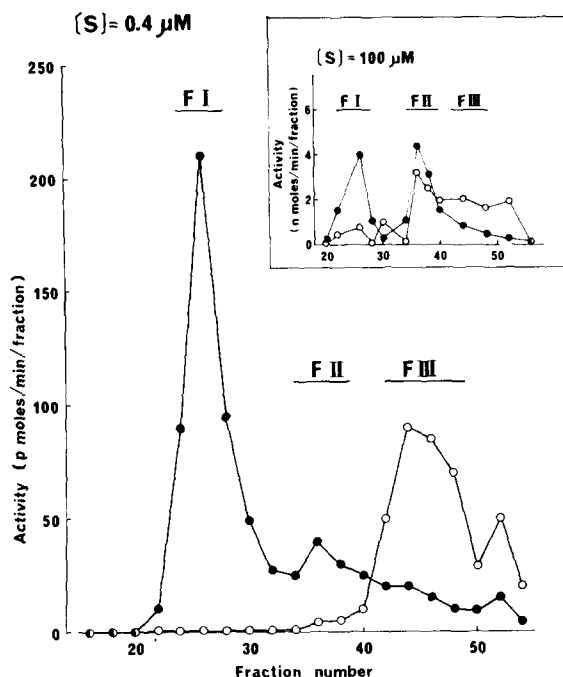 [S] = 0.4 μM
250
200
150
100
50
0
Activity (p moles/min/fraction)
F I
F II
F III
20
30
40
50
Fraction number
[S] = 100 μM
6
4
2
0
Activity
(n moles/min/fraction)
F I
F II
F III
20
30
40
50